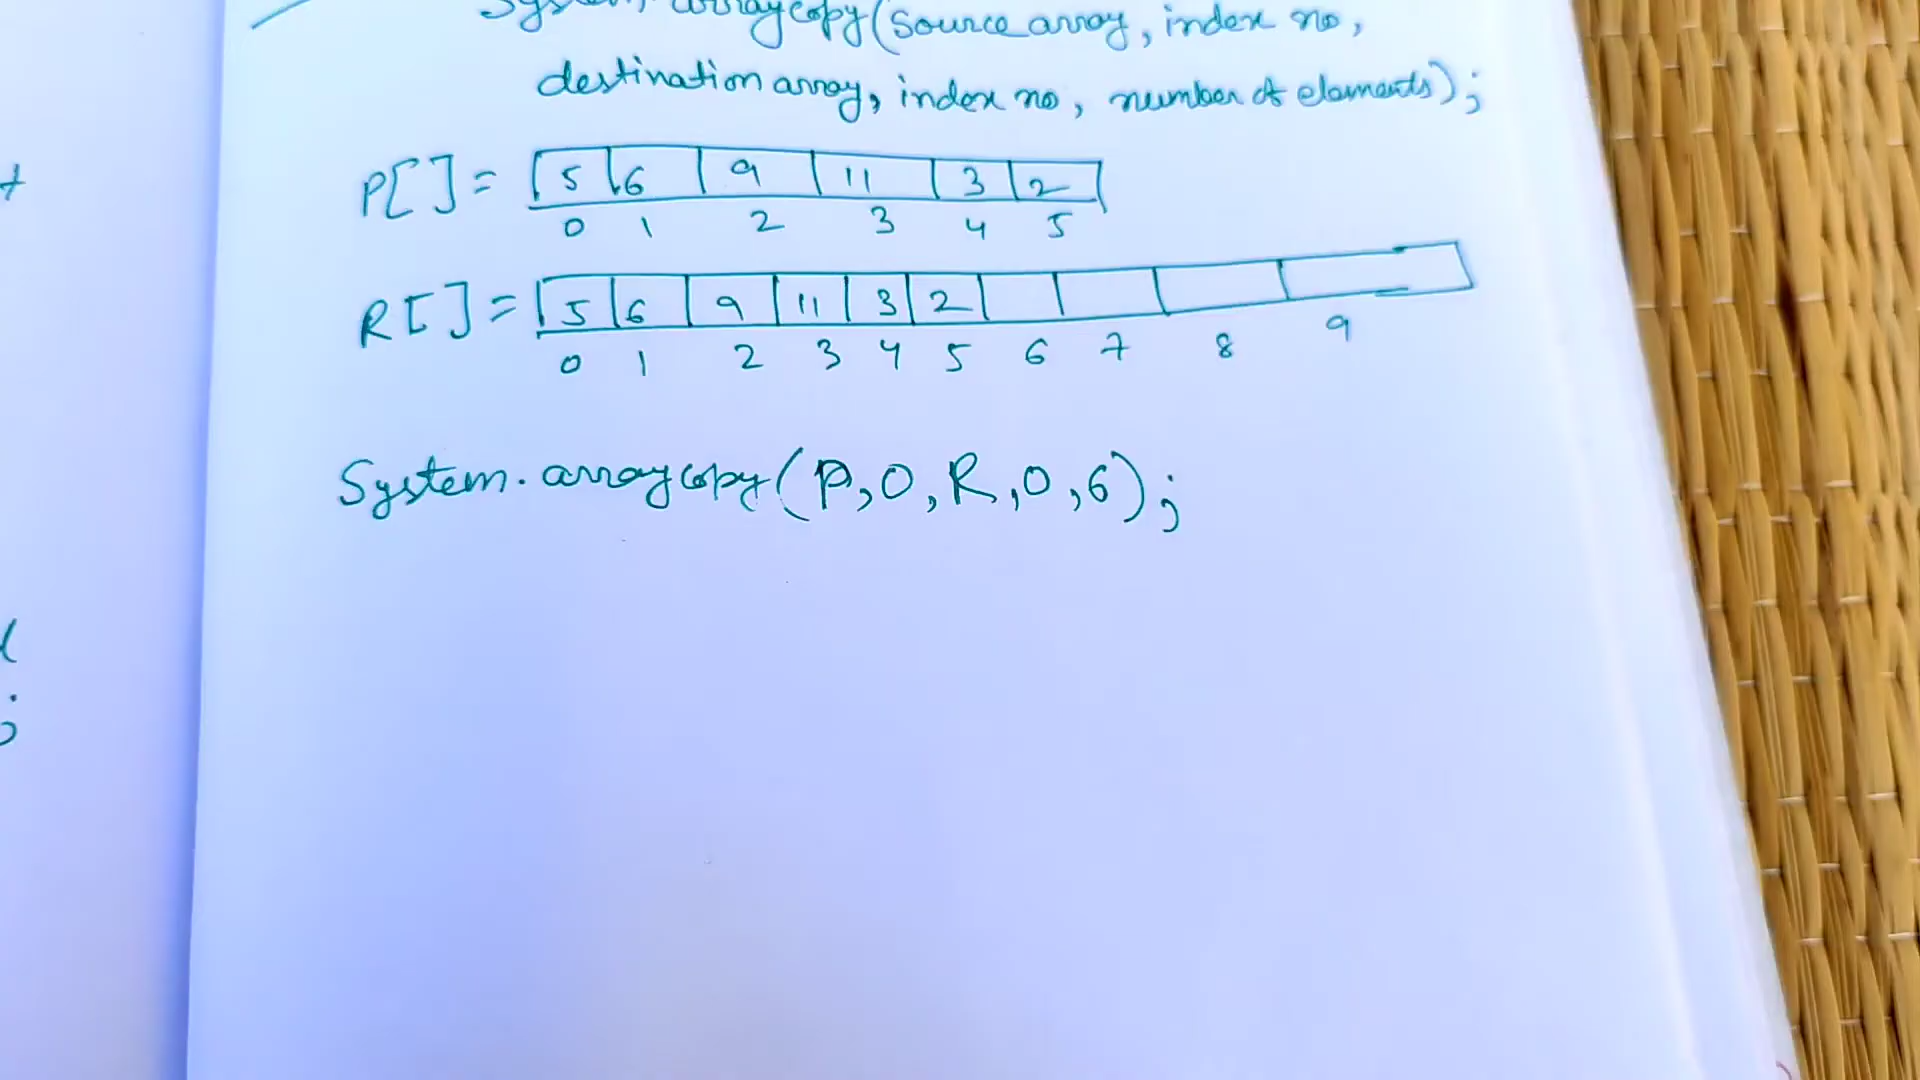 System.arraycopy(Source array, index no,
destination array, index no, number of elements);
P[ ] = 5 6 9 11 3 2
0 1 2 3 4 5
R[ ] = 5 6 9 11 3 2
0 1 2 3 4 5 6 7 8 9
System.arraycopy(P,0,R,0,6);